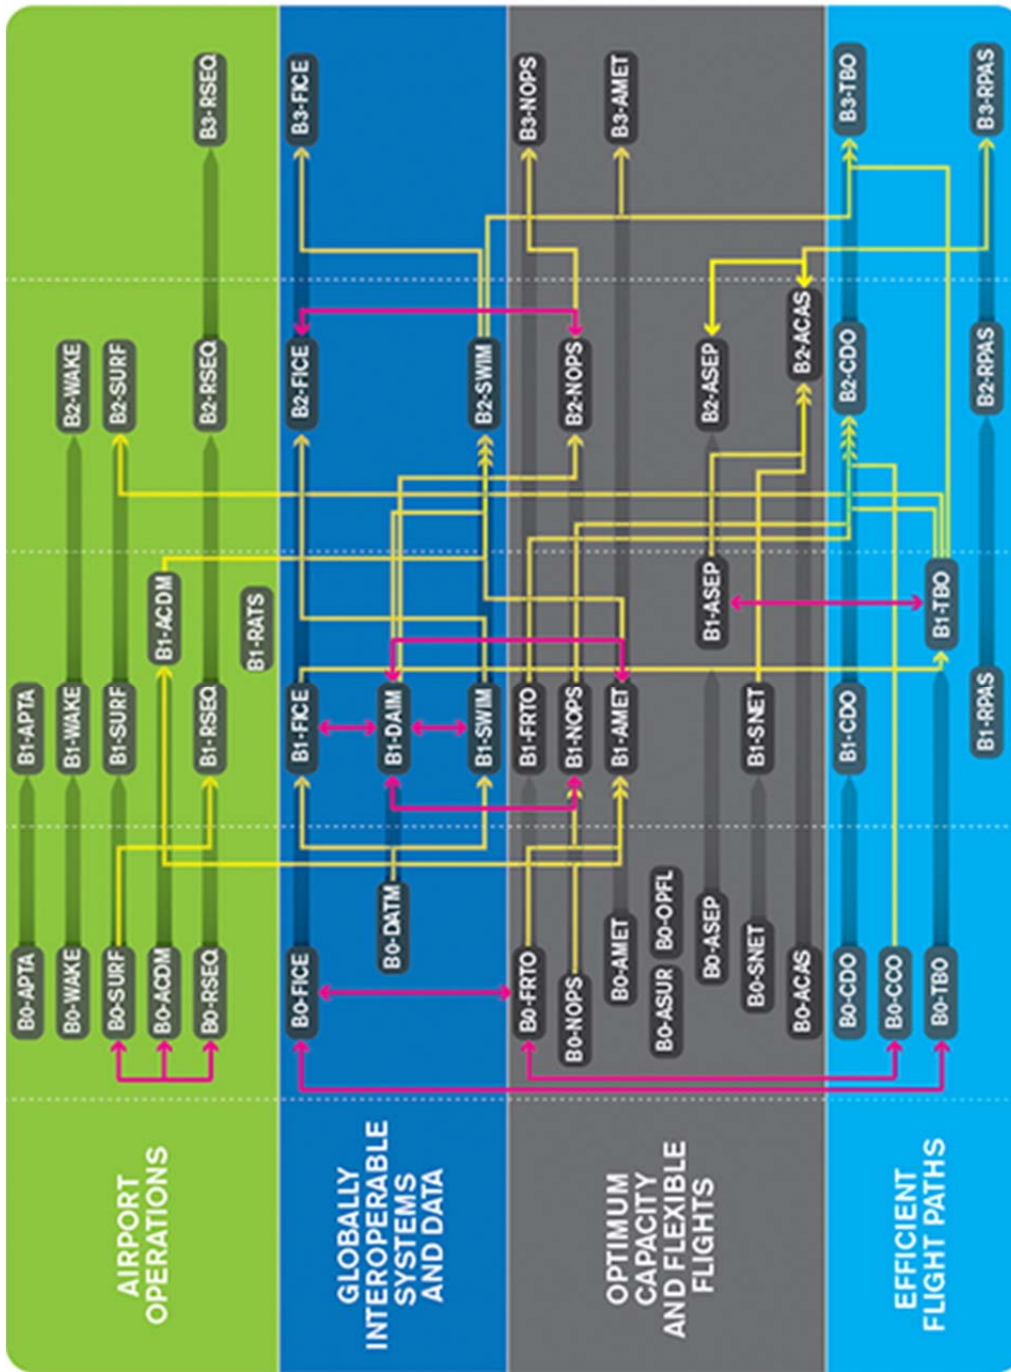 AIRPORT
OPERATIONS
B0-APTA
B1-APTA
B0-WAKE
B1-WAKE
B2-WAKE
B0-SURF
B1-SURF
B2-SURF
B0-ACDM
B1-ACDM
B0-RSEQ
B1-RSEQ
B2-RSEQ
B3-RSEQ
B1-RATS
GLOBALLY
INTEROPERABLE
SYSTEMS
AND DATA
B0-FICE
B1-FICE
B2-FICE
B3-FICE
B0-DATM
B1-DAIM
B1-SWIM
B2-SWIM
OPTIMUM
CAPACITY
AND FLEXIBLE
FLIGHTS
B0-FRTO
B1-FRTO
B3-NOPS
B0-NOPS
B1-NOPS
B2-NOPS
B0-AMET
B1-AMET
B3-AMET
B0-ASUR
B0-OPFL
B0-ASEP
B1-ASEP
B2-ASEP
B0-SNET
B1-SNET
B0-ACAS
B2-ACAS
EFFICIENT
FLIGHT PATHS
B0-CDO
B1-CDO
B2-CDO
B3-TBO
B0-CCO
B0-TBO
B1-TBO
B1-RPAS
B2-RPAS
B3-RPAS